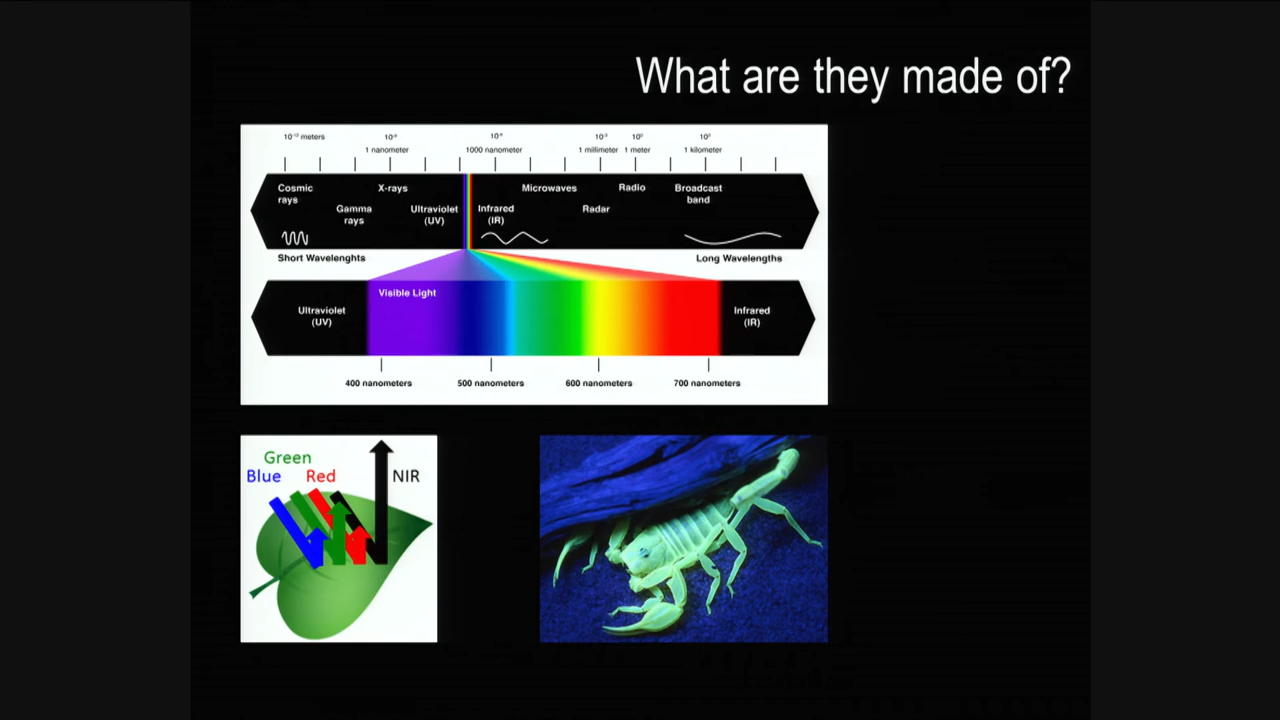 What are they made of?
10⁻¹² meters
10⁻⁹
1 nanometer
10⁻⁶
1000 nanometer
10⁻³
1 millimeter
10⁰
1 meter
10³
1 kilometer
Cosmic
rays
X-rays
Microwaves
Radio
Broadcast
band
Gamma
rays
Ultraviolet
(UV)
Infrared
(IR)
Radar
Short Wavelenghts
Long Wavelengths
Visible Light
Ultraviolet
(UV)
Infrared
(IR)
400 nanometers
500 nanometers
600 nanometers
700 nanometers
Green
Blue
Red
NIR